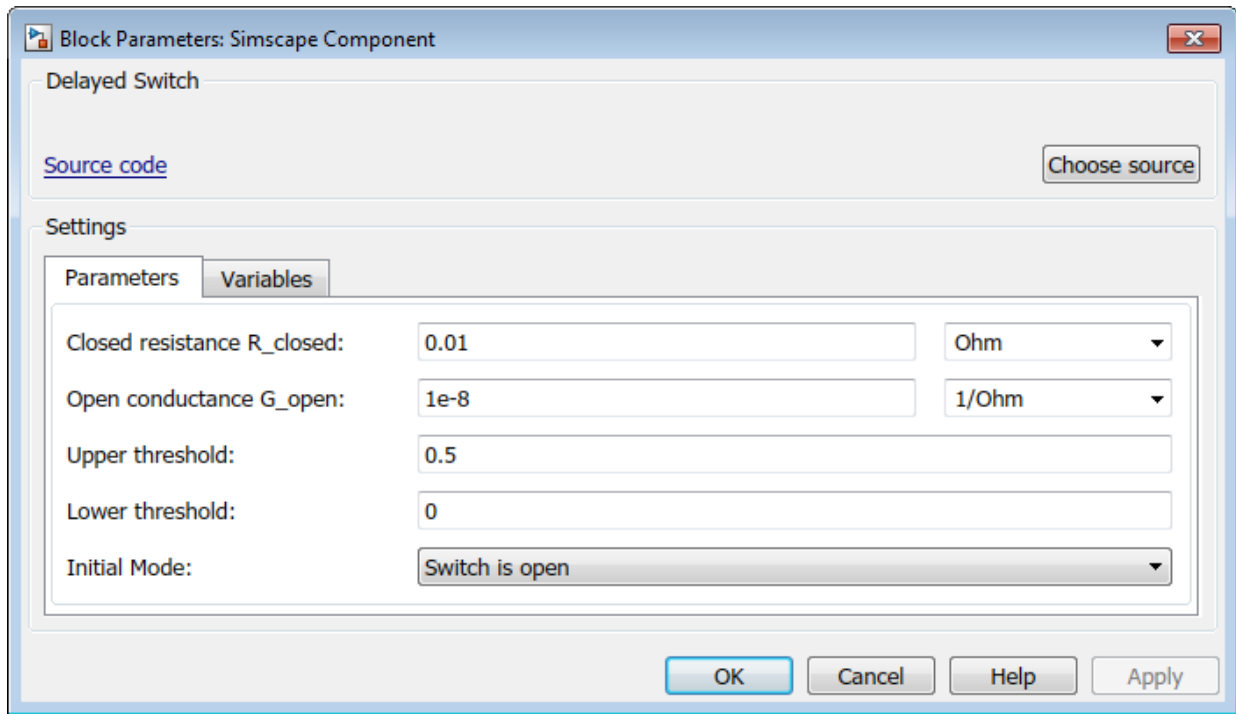 Block Parameters: Simscape Component
Delayed Switch
Source code
Choose source
Settings
Parameters Variables
Closed resistance R_closed: 0.01 Ohm
Open conductance G_open: 1e-8 1/Ohm
Upper threshold: 0.5
Lower threshold: 0
Initial Mode: Switch is open
OK Cancel Help Apply